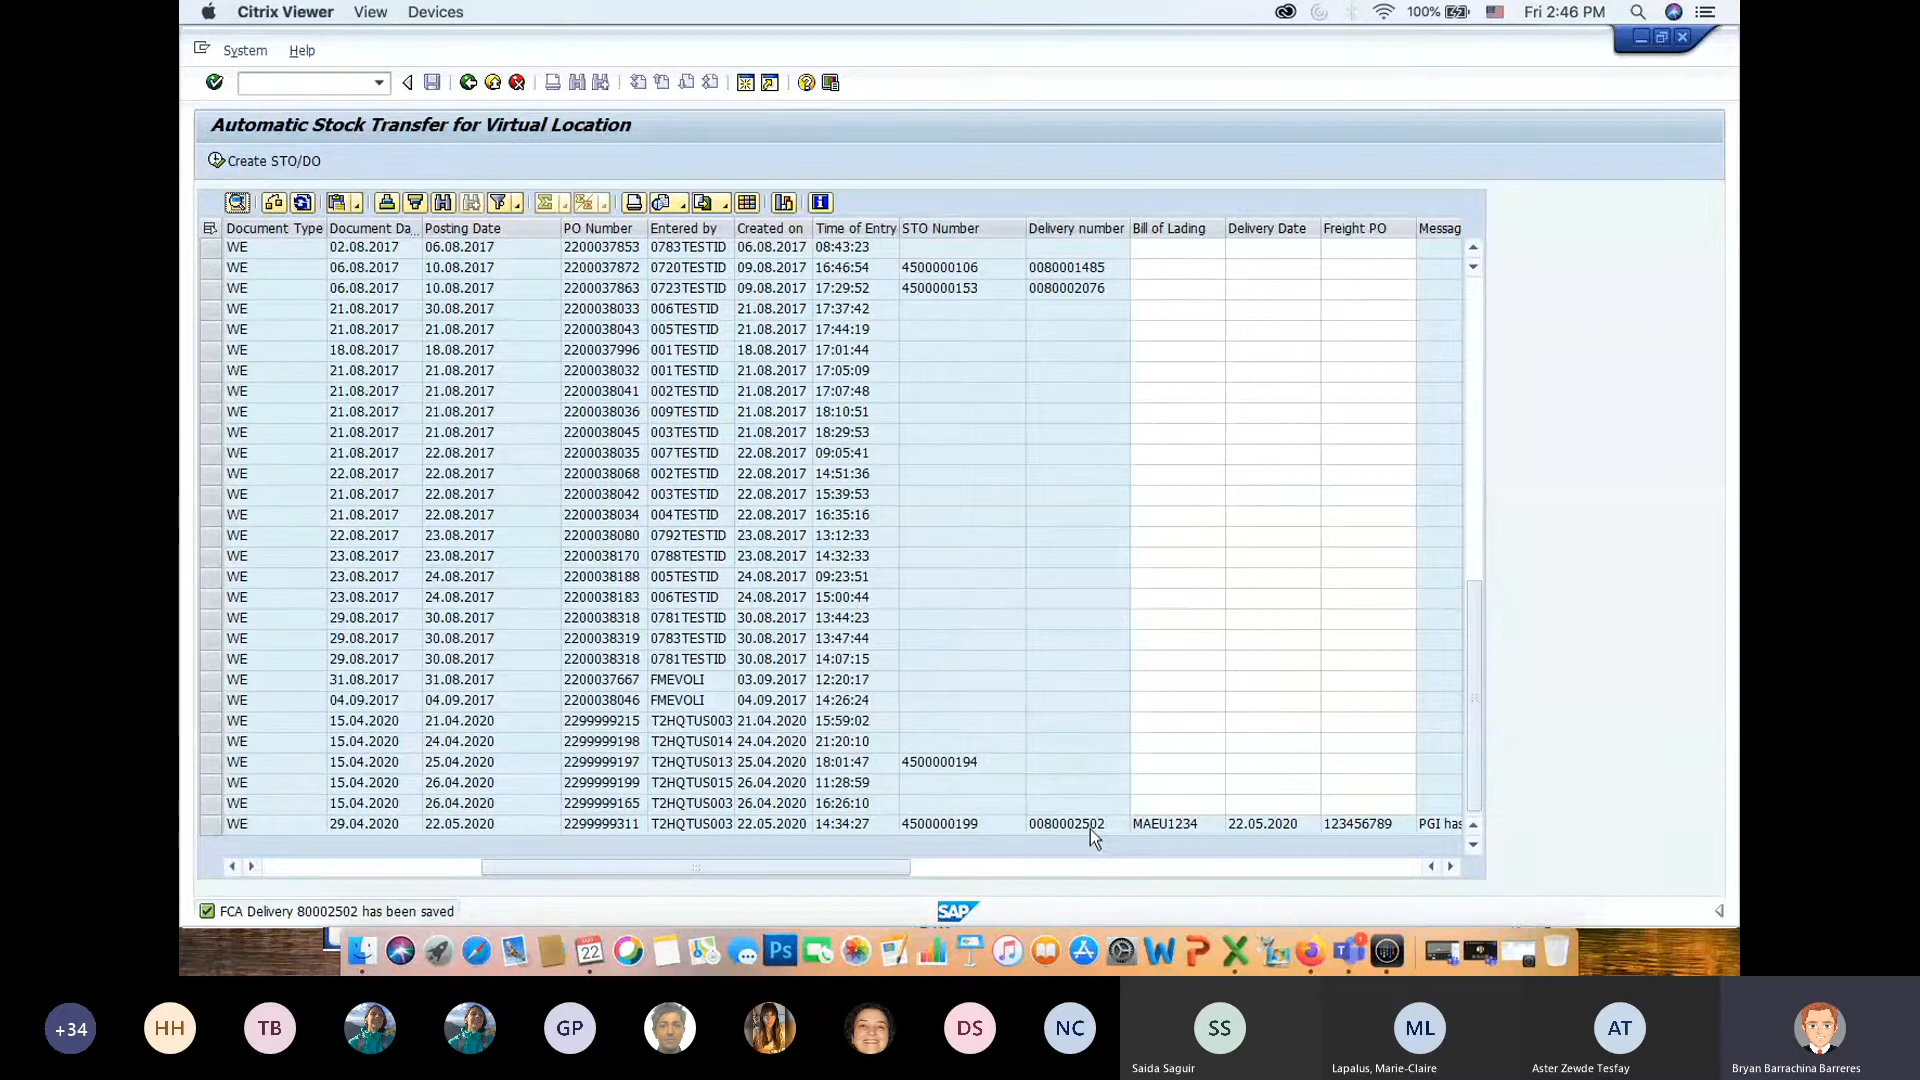 Citrix Viewer View Devices 100% Fri 2:46 PM
System Help
Automatic Stock Transfer for Virtual Location
Create STO/DO
Document Type Document Da... Posting Date PO Number Entered by Created on Time of Entry STO Number Delivery number Bill of Lading Delivery Date Freight PO Messag
WE 02.08.2017 06.08.2017 2200037853 0783TESTID 06.08.2017 08:43:23
WE 06.08.2017 10.08.2017 2200037872 0720TESTID 09.08.2017 16:46:54 4500000106 0080001485
WE 06.08.2017 10.08.2017 2200037863 0723TESTID 09.08.2017 17:29:52 4500000153 0080002076
WE 21.08.2017 30.08.2017 2200038033 006TESTID 21.08.2017 17:37:42
WE 21.08.2017 21.08.2017 2200038043 005TESTID 21.08.2017 17:44:19
WE 18.08.2017 18.08.2017 2200037996 001TESTID 18.08.2017 17:01:44
WE 21.08.2017 21.08.2017 2200038032 001TESTID 21.08.2017 17:05:09
WE 21.08.2017 21.08.2017 2200038041 002TESTID 21.08.2017 17:07:48
WE 21.08.2017 21.08.2017 2200038036 009TESTID 21.08.2017 18:10:51
WE 21.08.2017 21.08.2017 2200038045 003TESTID 21.08.2017 18:29:53
WE 21.08.2017 22.08.2017 2200038035 007TESTID 22.08.2017 09:05:41
WE 22.08.2017 22.08.2017 2200038068 002TESTID 22.08.2017 14:51:36
WE 21.08.2017 22.08.2017 2200038042 003TESTID 22.08.2017 15:39:53
WE 21.08.2017 22.08.2017 2200038034 004TESTID 22.08.2017 16:35:16
WE 22.08.2017 23.08.2017 2200038080 0792TESTID 23.08.2017 13:12:33
WE 23.08.2017 23.08.2017 2200038170 0788TESTID 23.08.2017 14:32:33
WE 23.08.2017 24.08.2017 2200038188 005TESTID 24.08.2017 09:23:51
WE 23.08.2017 24.08.2017 2200038183 006TESTID 24.08.2017 15:00:44
WE 29.08.2017 30.08.2017 2200038318 0781TESTID 30.08.2017 13:44:23
WE 29.08.2017 30.08.2017 2200038319 0783TESTID 30.08.2017 13:47:44
WE 29.08.2017 30.08.2017 2200038318 0781TESTID 30.08.2017 14:07:15
WE 31.08.2017 31.08.2017 2200037667 FMEVOLI 03.09.2017 12:20:17
WE 04.09.2017 04.09.2017 2200038046 FMEVOLI 04.09.2017 14:26:24
WE 15.04.2020 21.04.2020 2299999215 T2HQTUS003 21.04.2020 15:59:02
WE 15.04.2020 24.04.2020 2299999198 T2HQTUS014 24.04.2020 21:20:10
WE 15.04.2020 25.04.2020 2299999197 T2HQTUS013 25.04.2020 18:01:47 4500000194
WE 15.04.2020 26.04.2020 2299999199 T2HQTUS015 26.04.2020 11:28:59
WE 15.04.2020 26.04.2020 2299999165 T2HQTUS003 26.04.2020 16:26:10
WE 29.04.2020 22.05.2020 2299999311 T2HQTUS003 22.05.2020 14:34:27 4500000199 0080002502 MAEU1234 22.05.2020 123456789 PGI has
FCA Delivery 80002502 has been saved SAP
22 Ps
+34 HH TB GP DS NC SS ML AT
Saida Saguir Lapalus, Marie-Claire Aster Zewde Tesfay Bryan Barrachina Barreres